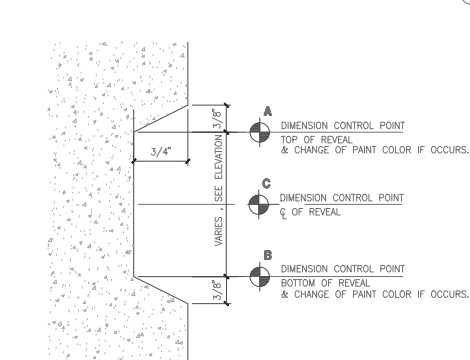 3/8"
A
DIMENSION CONTROL POINT
TOP OF REVEAL
& CHANGE OF PAINT COLOR IF OCCURS.
3/4"
VARIES , SEE ELEVATION
C
DIMENSION CONTROL POINT
℄ OF REVEAL
B
DIMENSION CONTROL POINT
BOTTOM OF REVEAL
& CHANGE OF PAINT COLOR IF OCCURS.
3/8"